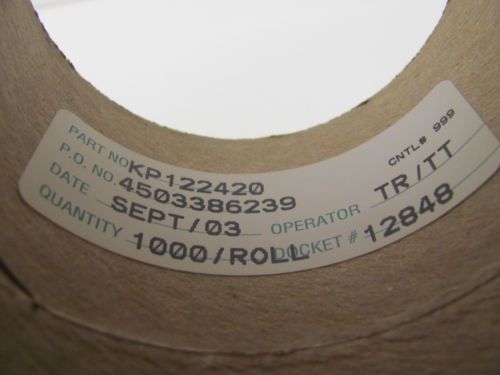 PART NO KP122420 CNTL# 999
P.O. NO. 4503386239
DATE SEPT/03 OPERATOR TR/TT
QUANTITY 1000/ROLL DOCKET # 12848